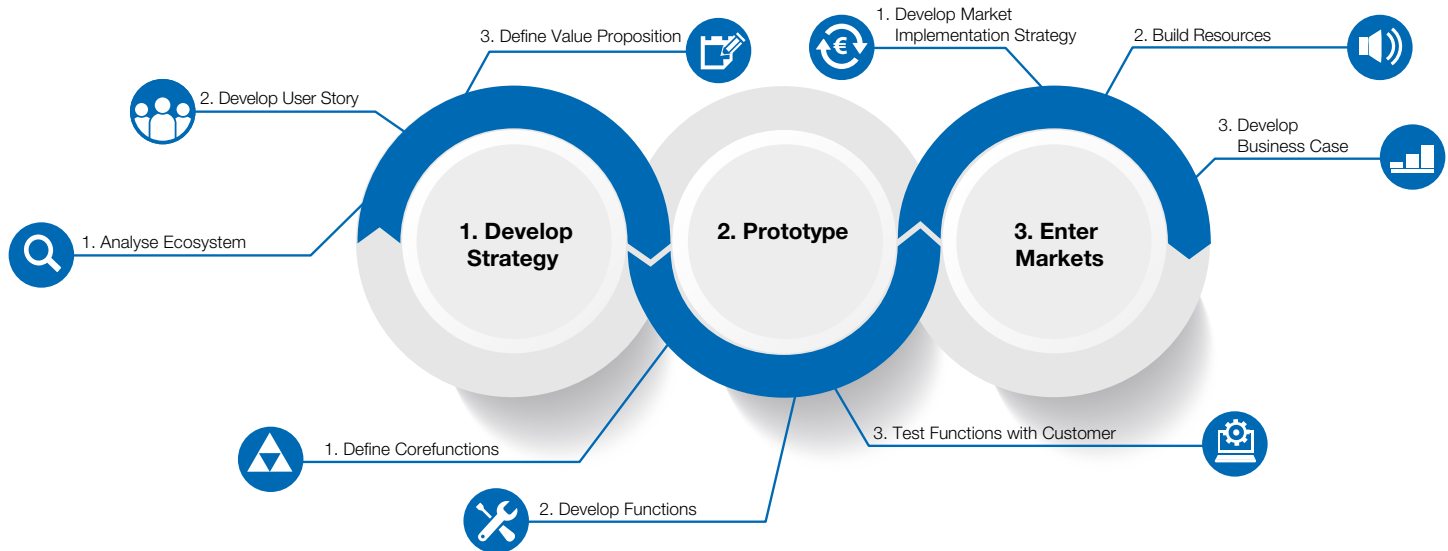 3. Define Value Proposition
2. Develop User Story
1. Analyse Ecosystem
1. Develop
Strategy
1. Define Corefunctions
2. Develop Functions
3. Test Functions with Customer
2. Prototype
1. Develop Market
Implementation Strategy
2. Build Resources
3. Develop
Business Case
3. Enter
Markets
€